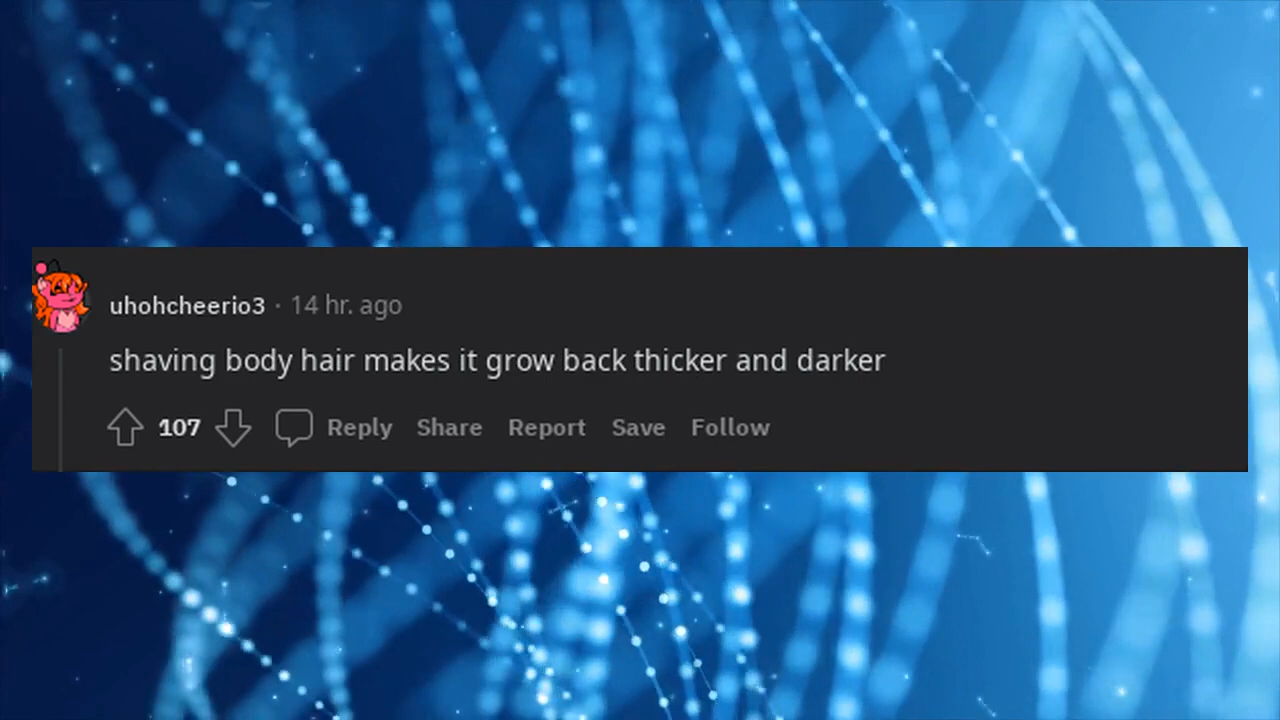 uhohcheerio3 · 14 hr. ago
shaving body hair makes it grow back thicker and darker
107 Reply Share Report Save Follow